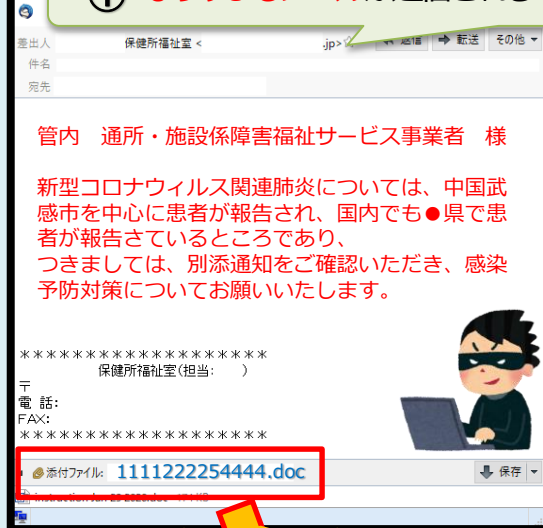 差出人 保健所福祉室 < .jp> 返信 転送 その他
件名
宛先
管内 通所・施設係障害福祉サービス事業者 様
新型コロナウィルス関連肺炎については、中国武
感市を中心に患者が報告され、国内でも●県で患
者が報告さているところであり、
つきましては、別添通知をご確認いただき、感染
予防対策についてお願いいたします。
********************
保健所福祉室(担当: )
〒
電 話:
FAX:
********************
添付ファイル: 1111222254444.doc 保存